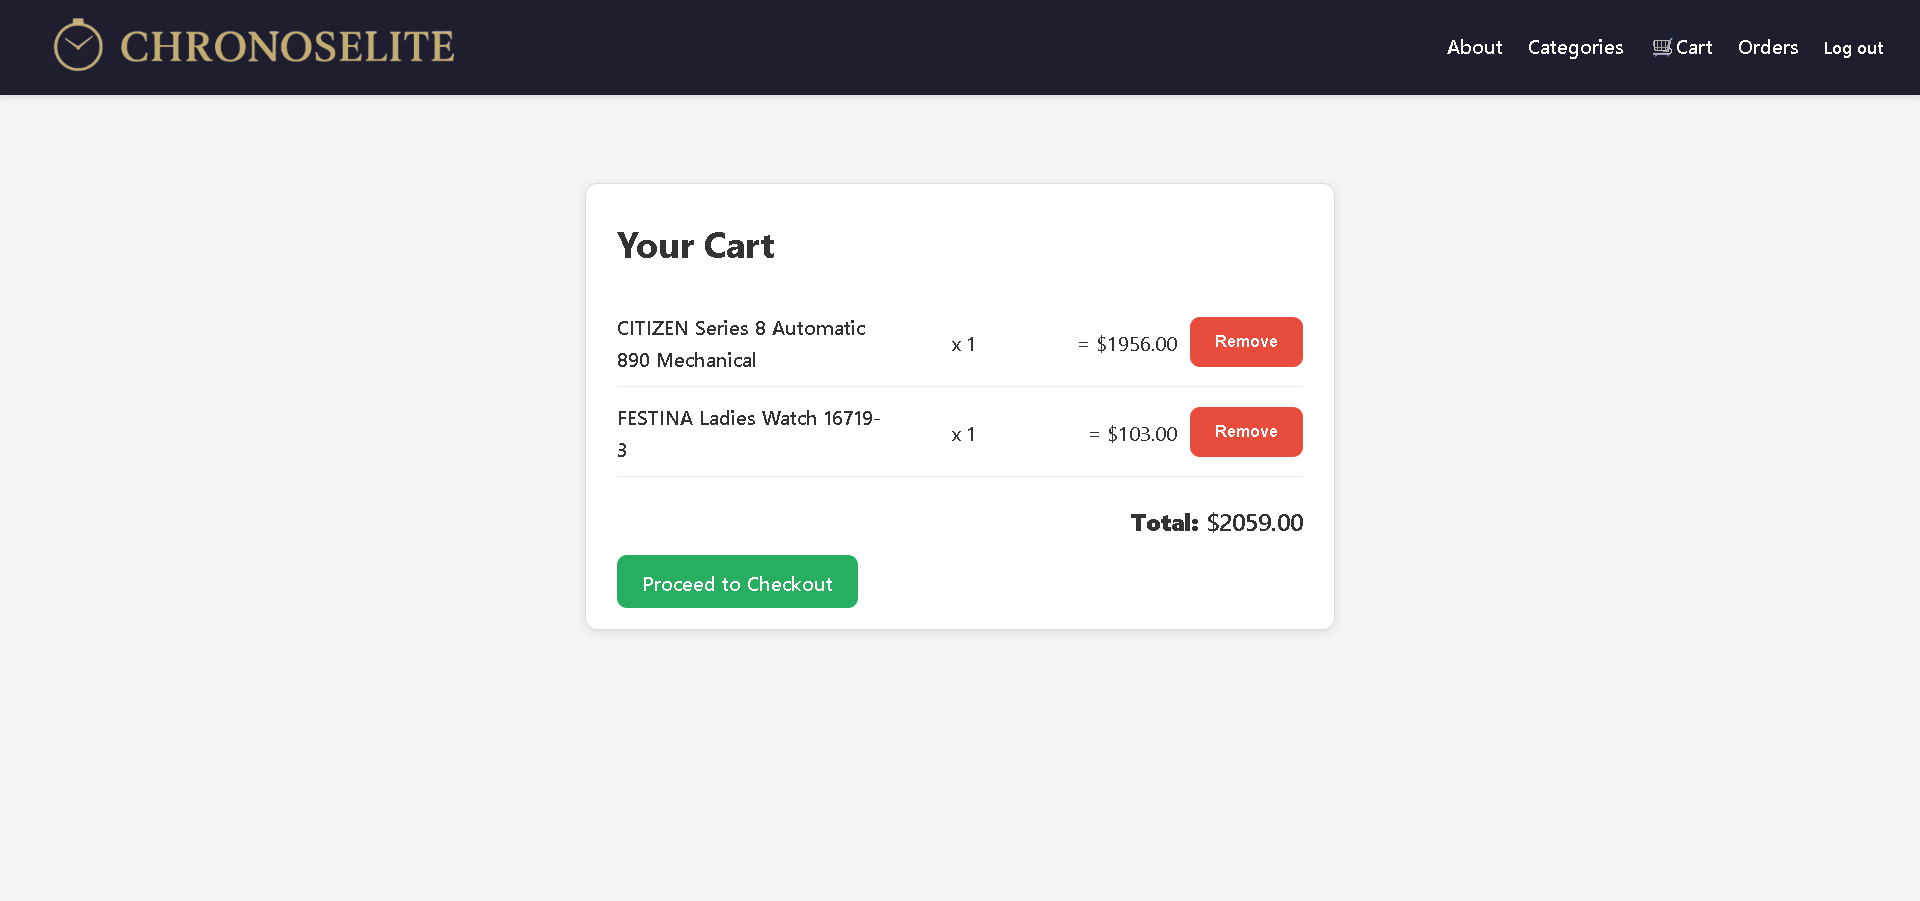 CHRONOSELITE
About Categories 🛒Cart Orders Log out
Your Cart
CITIZEN Series 8 Automatic
890 Mechanical
x 1
= $1956.00
Remove
FESTINA Ladies Watch 16719-
3
x 1
= $103.00
Remove
Total: $2059.00
Proceed to Checkout